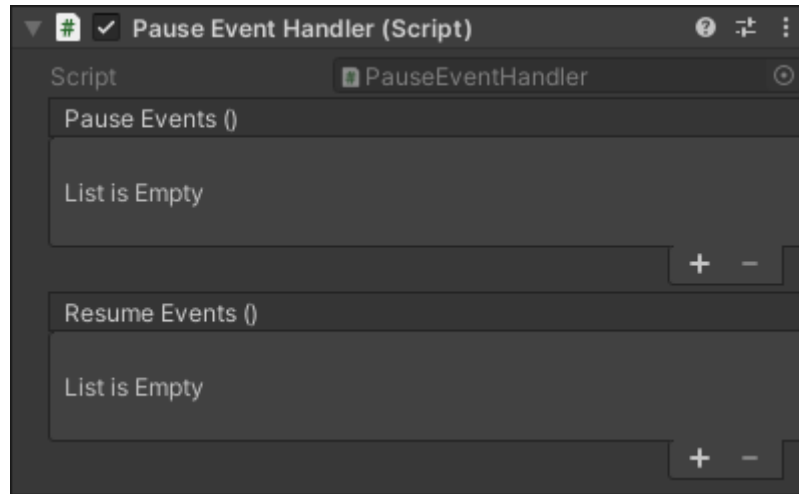 Pause Event Handler (Script)
Script PauseEventHandler
Pause Events ()
List is Empty
+ −
Resume Events ()
List is Empty
+ −